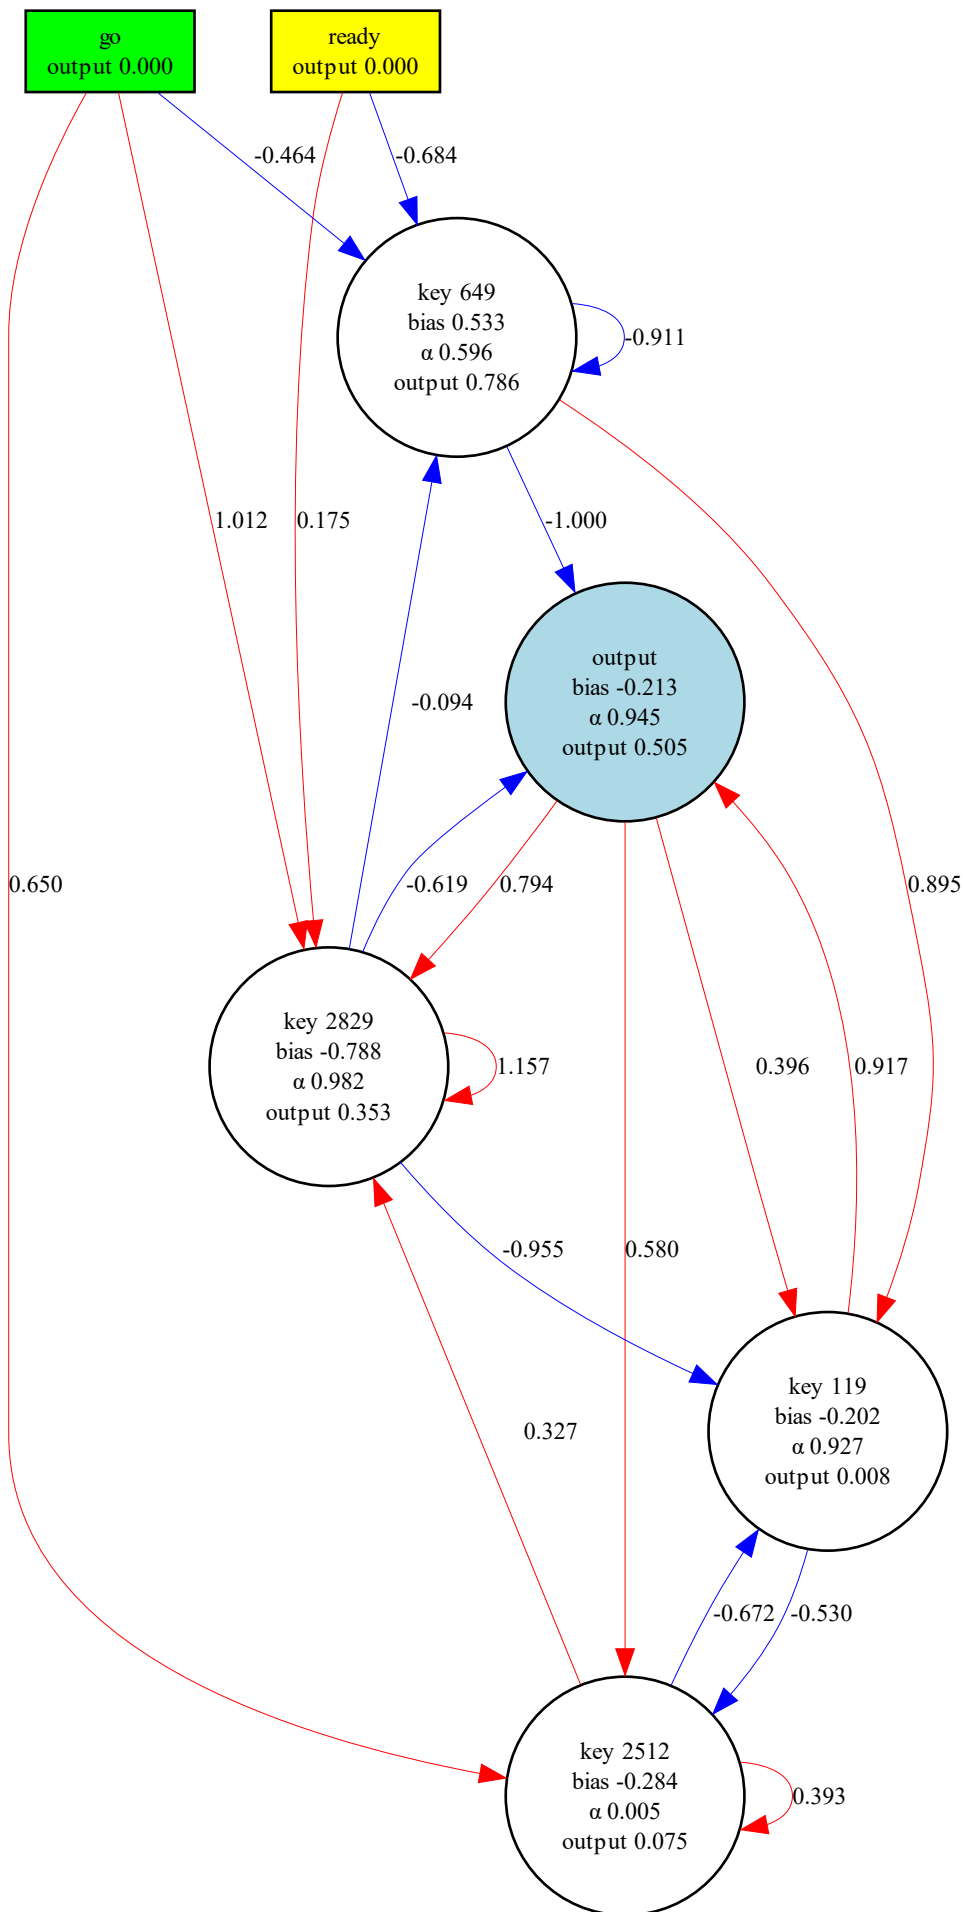 go
output 0.000
ready
output 0.000
-0.464
-0.684
key 649
bias 0.533
α 0.596
output 0.786
-0.911
1.012
0.175
-1.000
output
bias -0.213
α 0.945
output 0.505
-0.094
0.650
-0.619
0.794
0.895
key 2829
bias -0.788
α 0.982
output 0.353
1.157
0.396
0.917
-0.955
0.580
key 119
bias -0.202
α 0.927
output 0.008
0.327
-0.672
-0.530
key 2512
bias -0.284
α 0.005
output 0.075
0.393